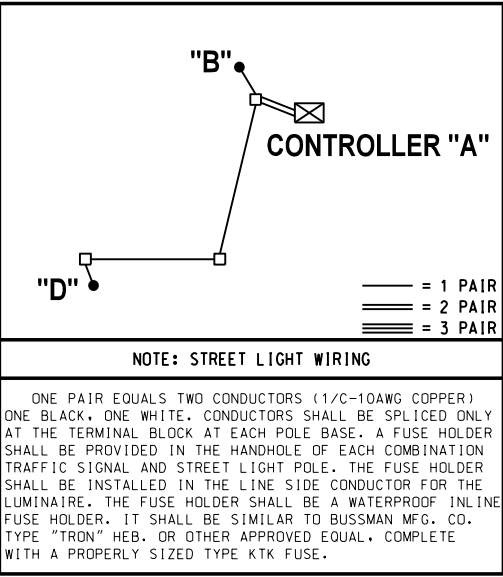 "B"
CONTROLLER "A"
"D"
= 1 PAIR
= 2 PAIR
= 3 PAIR
NOTE: STREET LIGHT WIRING
ONE PAIR EQUALS TWO CONDUCTORS (1/C-10AWG COPPER)
ONE BLACK, ONE WHITE. CONDUCTORS SHALL BE SPLICED ONLY
AT THE TERMINAL BLOCK AT EACH POLE BASE. A FUSE HOLDER
SHALL BE PROVIDED IN THE HANDHOLE OF EACH COMBINATION
TRAFFIC SIGNAL AND STREET LIGHT POLE. THE FUSE HOLDER
SHALL BE INSTALLED IN THE LINE SIDE CONDUCTOR FOR THE
LUMINAIRE. THE FUSE HOLDER SHALL BE A WATERPROOF INLINE
FUSE HOLDER. IT SHALL BE SIMILAR TO BUSSMAN MFG. CO.
TYPE "TRON" HEB. OR OTHER APPROVED EQUAL, COMPLETE
WITH A PROPERLY SIZED TYPE KTK FUSE.